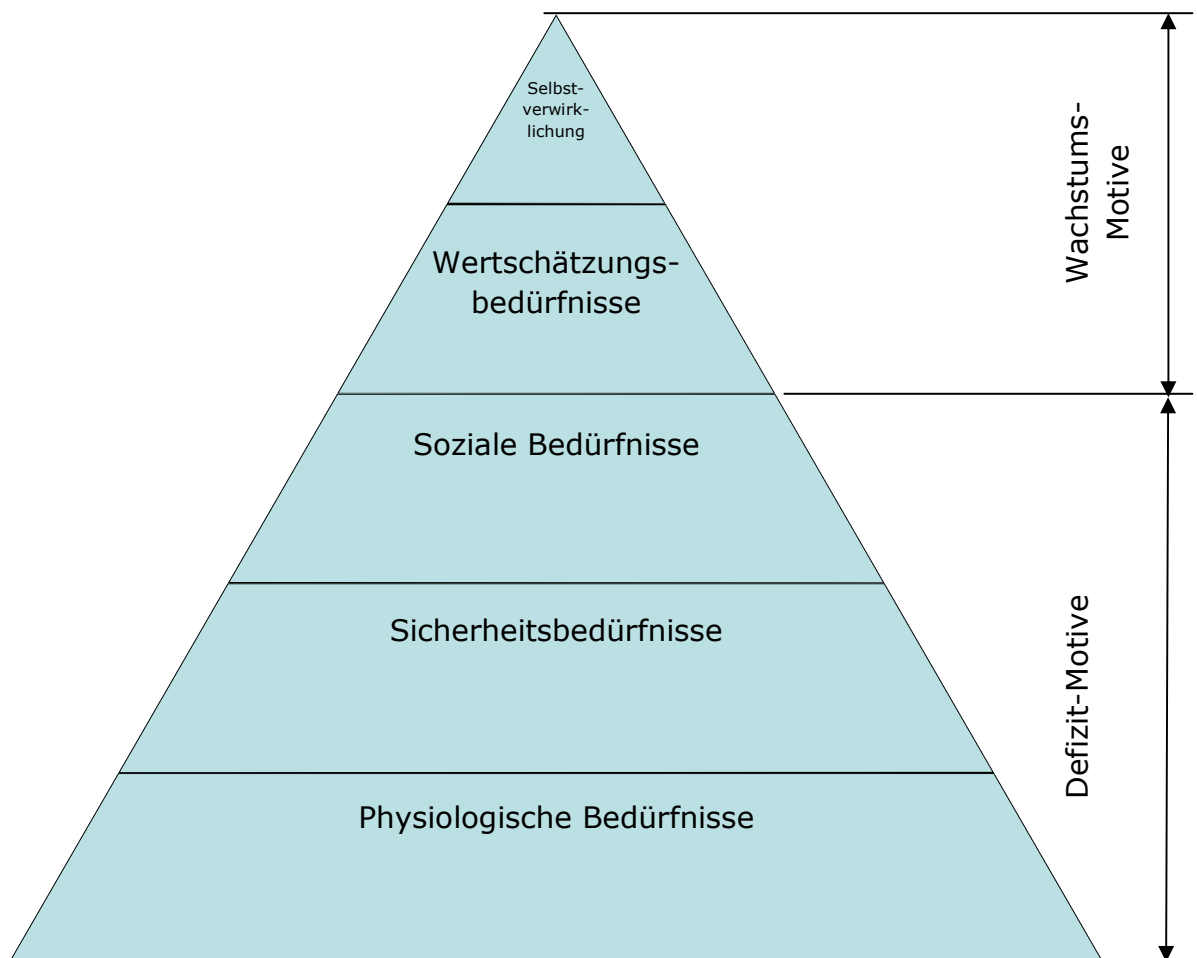 Selbst-
verwirk-
lichung
Wertschätzungs-
bedürfnisse
Soziale Bedürfnisse
Sicherheitsbedürfnisse
Physiologische Bedürfnisse
Wachstums-
Motive
Defizit-Motive